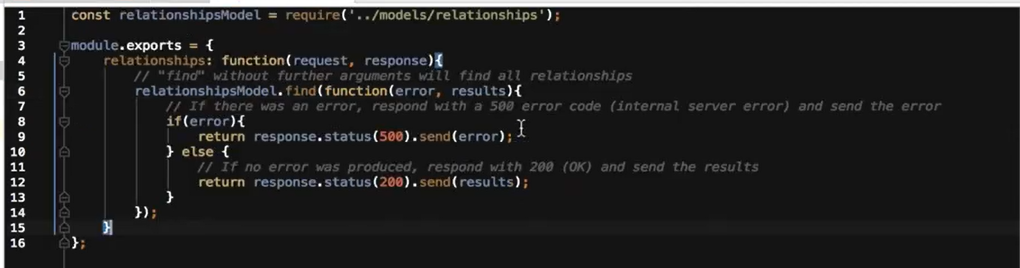 1 const relationshipsModel = require('../models/relationships');
2
3 module.exports = {
4 relationships: function(request, response){
5 // "find" without further arguments will find all relationships
6 relationshipsModel.find(function(error, results){
7 // If there was an error, respond with a 500 error code (internal server error) and send the error
8 if(error){
9 return response.status(500).send(error);
10 } else {
11 // If no error was produced, respond with 200 (OK) and send the results
12 return response.status(200).send(results);
13 }
14 });
15 }
16 };